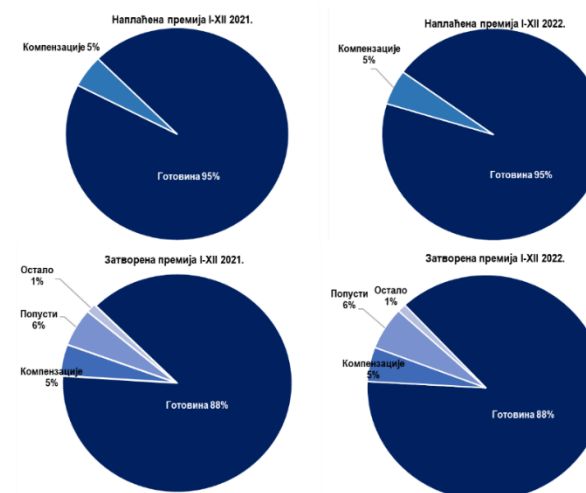 Наплаћена премија I-XII 2021.
Компензације 5%
Готовина 95%
Наплаћена премија I-XII 2022.
Компензације
5%
Готовина 95%
Затворена премија I-XII 2021.
Остало
1%
Попусти
6%
Компензације
5%
Готовина 88%
Затворена премија I-XII 2022.
Остало
1%
Попусти
6%
Компензације
5%
Готовина 88%